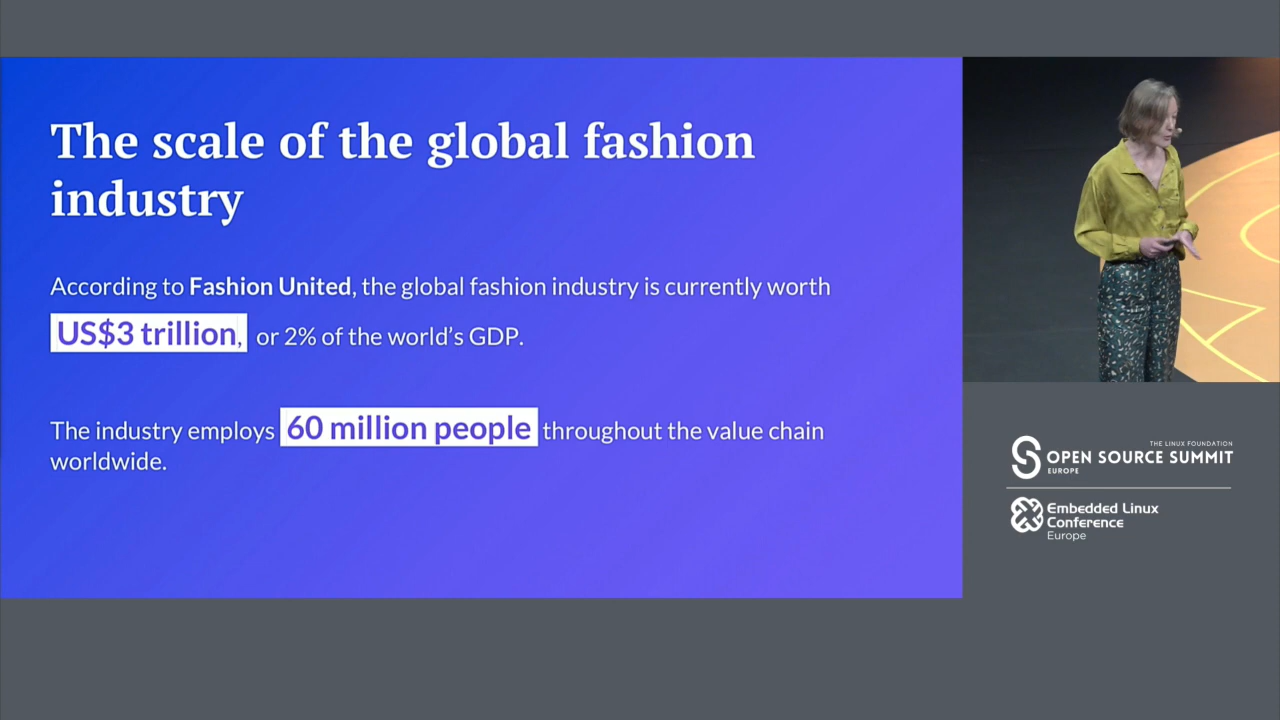 The scale of the global fashion
industry
According to Fashion United, the global fashion industry is currently worth
US$3 trillion, or 2% of the world's GDP.
The industry employs 60 million people throughout the value chain
worldwide.
THE LINUX FOUNDATION
OPEN SOURCE SUMMIT
EUROPE
Embedded Linux
Conference
Europe